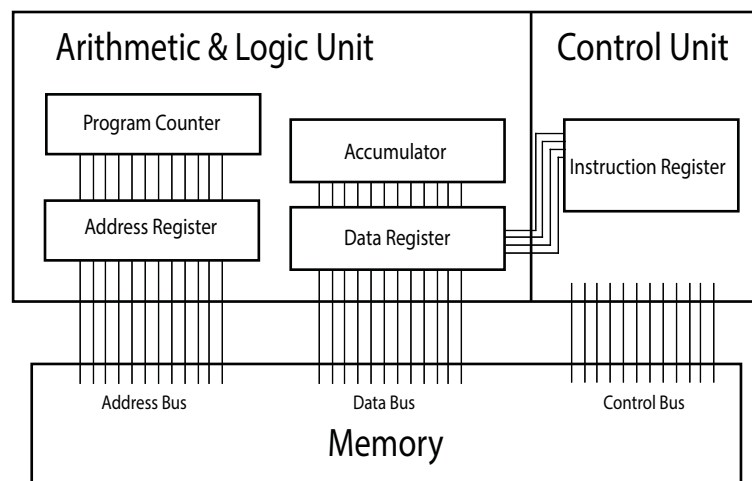 Arithmetic & Logic Unit
Control Unit
Program Counter
Accumulator
Instruction Register
Address Register
Data Register
Address Bus
Data Bus
Control Bus
Memory